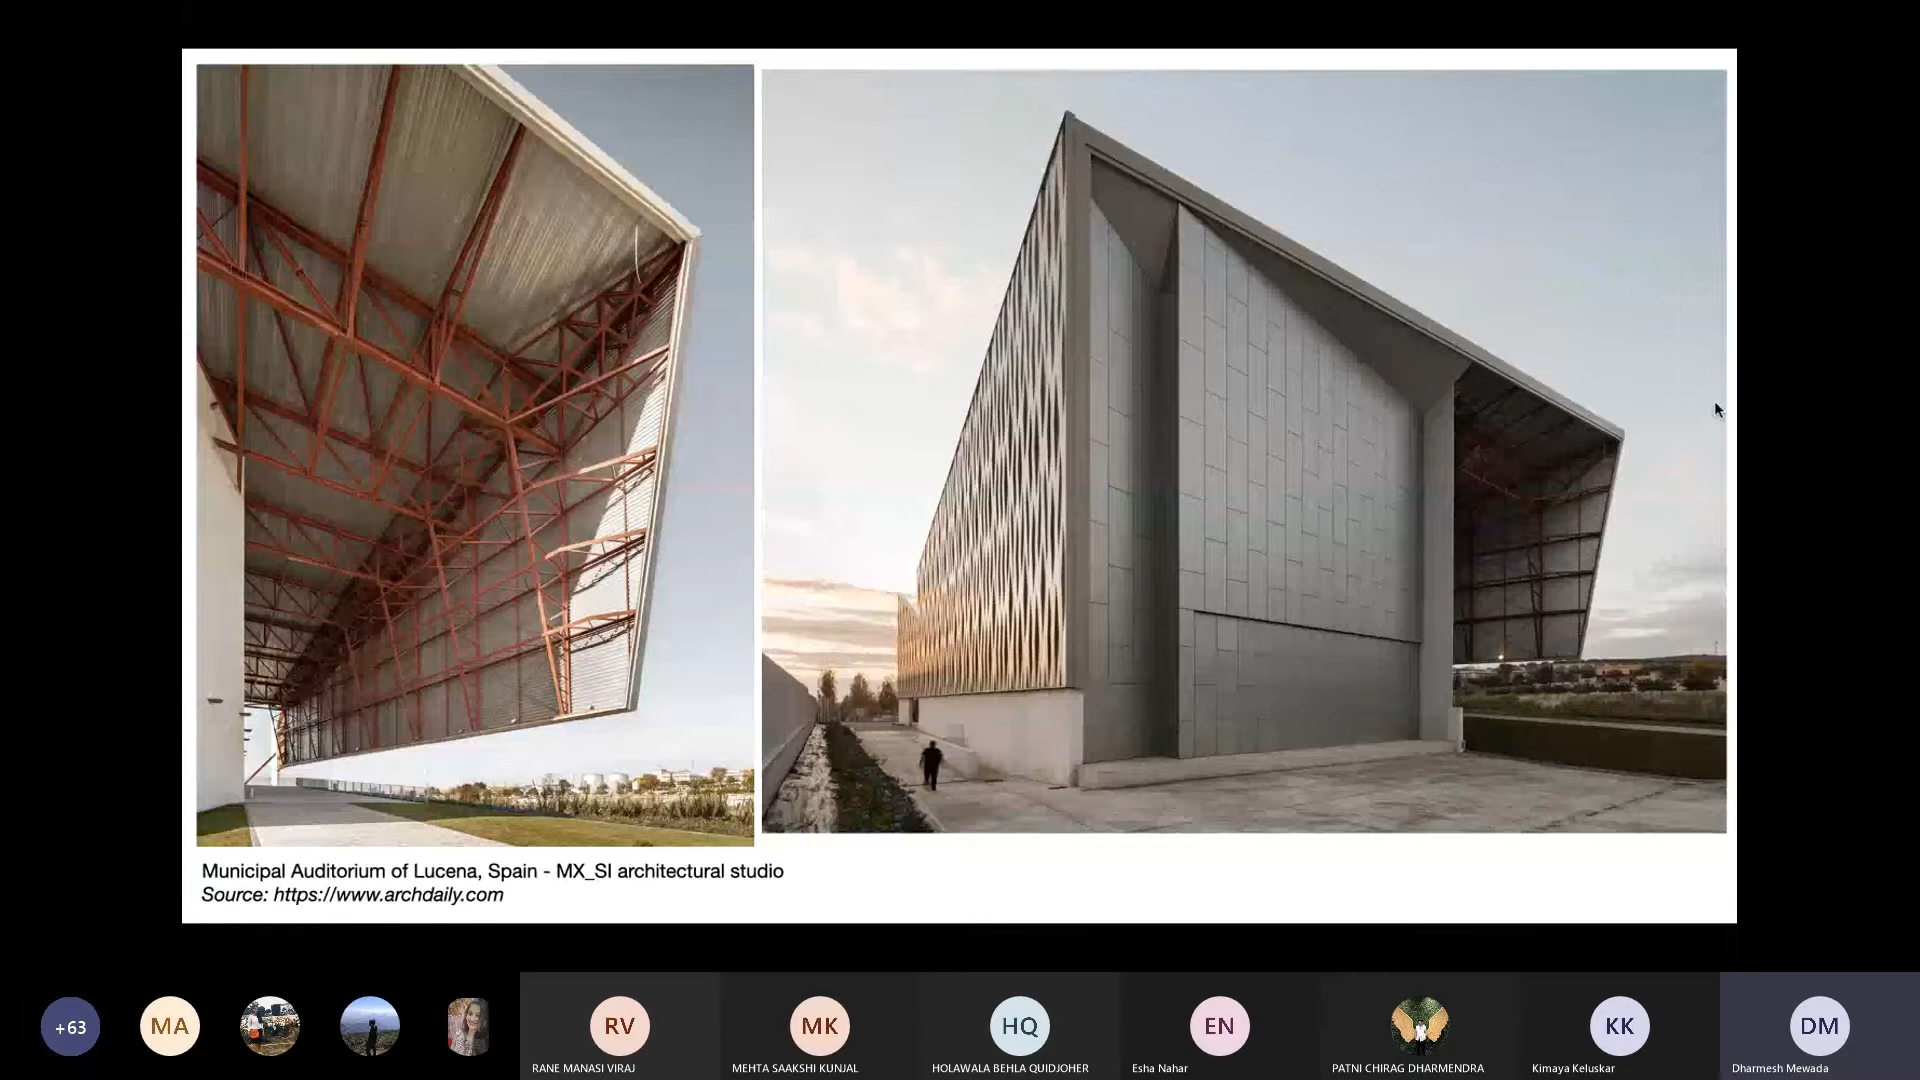 Municipal Auditorium of Lucena, Spain - MX_SI architectural studio
Source: https://www.archdaily.com
+63
MA
RV
MK
HQ
EN
KK
DM
RANE MANASI VIRAJ
MEHTA SAAKSHI KUNJAL
HOLAWALA BEHLA QUIDJOHER
Esha Nahar
PATNI CHIRAG DHARMENDRA
Kimaya Keluskar
Dharmesh Mewada